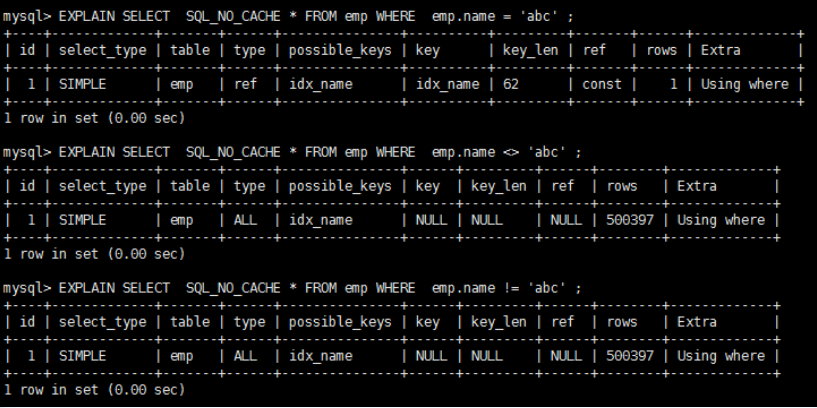 mysql> EXPLAIN SELECT  SQL_NO_CACHE * FROM emp WHERE  emp.name = 'abc' ;
+----+-------------+-------+------+---------------+----------+---------+-------+------+-------------+
| id | select_type | table | type | possible_keys | key      | key_len | ref   | rows | Extra       |
+----+-------------+-------+------+---------------+----------+---------+-------+------+-------------+
|  1 | SIMPLE      | emp   | ref  | idx_name      | idx_name | 62      | const |    1 | Using where |
+----+-------------+-------+------+---------------+----------+---------+-------+------+-------------+
1 row in set (0.00 sec)
mysql> EXPLAIN SELECT  SQL_NO_CACHE * FROM emp WHERE  emp.name <> 'abc' ;
+----+-------------+-------+------+---------------+------+---------+------+--------+-------------+
| id | select_type | table | type | possible_keys | key  | key_len | ref  | rows   | Extra       |
+----+-------------+-------+------+---------------+------+---------+------+--------+-------------+
|  1 | SIMPLE      | emp   | ALL  | idx_name      | NULL | NULL    | NULL | 500397 | Using where |
+----+-------------+-------+------+---------------+------+---------+------+--------+-------------+
1 row in set (0.00 sec)
mysql> EXPLAIN SELECT  SQL_NO_CACHE * FROM emp WHERE  emp.name != 'abc' ;
+----+-------------+-------+------+---------------+------+---------+------+--------+-------------+
| id | select_type | table | type | possible_keys | key  | key_len | ref  | rows   | Extra       |
+----+-------------+-------+------+---------------+------+---------+------+--------+-------------+
|  1 | SIMPLE      | emp   | ALL  | idx_name      | NULL | NULL    | NULL | 500397 | Using where |
+----+-------------+-------+------+---------------+------+---------+------+--------+-------------+
1 row in set (0.00 sec)